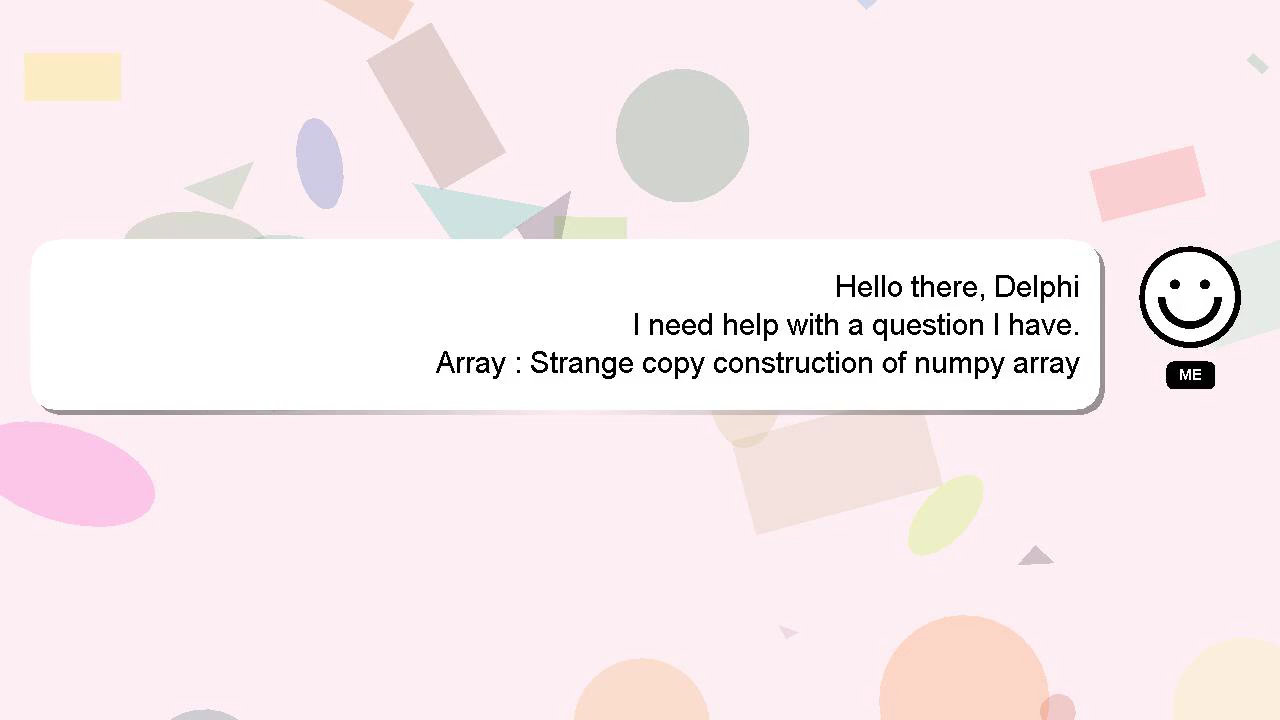 Hello there, Delphi
I need help with a question I have.
Array : Strange copy construction of numpy array
ME